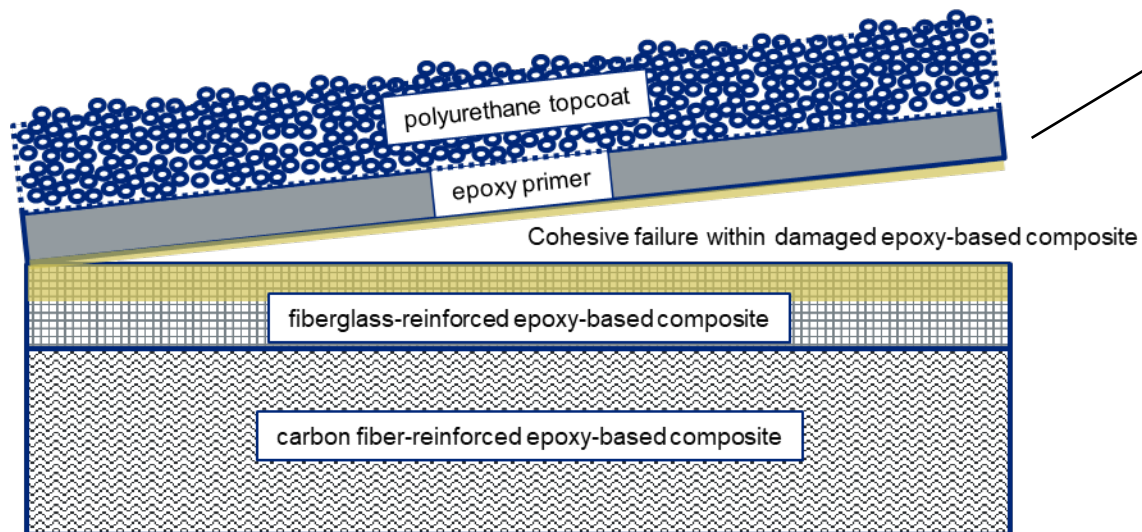 polyurethane topcoat
epoxy primer
Cohesive failure within damaged epoxy-based composite
fiberglass-reinforced epoxy-based composite
carbon fiber-reinforced epoxy-based composite